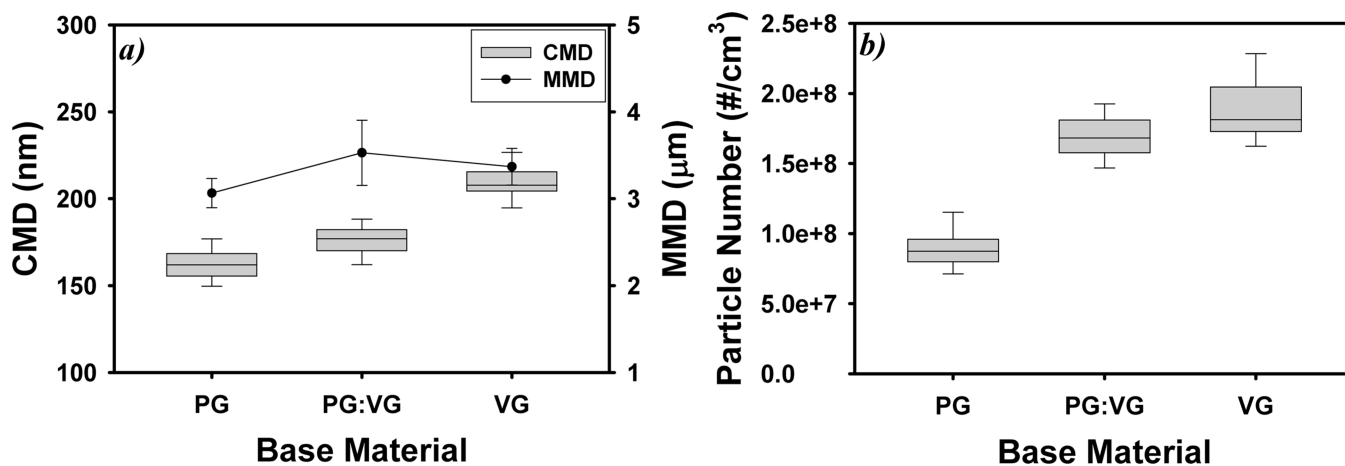 a)
CMD
MMD
300
250
200
150
100
CMD (nm)
5
4
3
2
1
MMD (μm)
PG PG:VG VG
Base Material
b)
2.5e+8
2.0e+8
1.5e+8
1.0e+8
5.0e+7
0.0
Particle Number (#/cm³)
PG PG:VG VG
Base Material